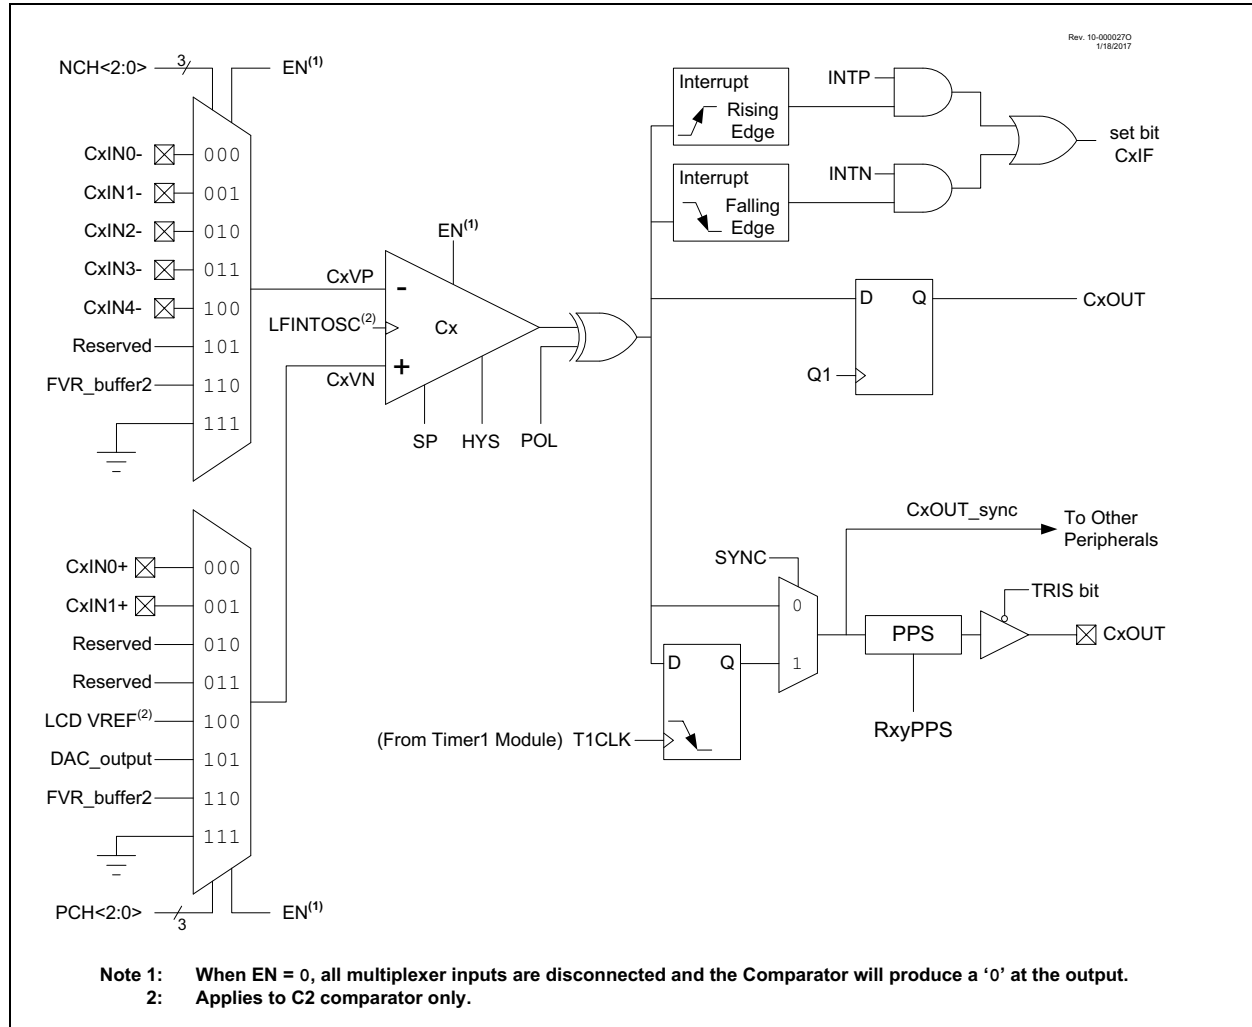 Rev. 10-000027O
1/18/2017
NCH<2:0>
3
EN(1)
CxIN0-
000
CxIN1-
001
CxIN2-
010
CxIN3-
011
CxIN4-
100
Reserved
101
FVR_buffer2
110
111
CxVP
EN(1)
-
LFINTOSC(2)
Cx
+
CxVN
SP
HYS
POL
Interrupt
Rising
Edge
INTP
Interrupt
Falling
Edge
INTN
set bit
CxIF
D
Q
CxOUT
Q1
CxIN0+
000
CxIN1+
001
Reserved
010
Reserved
011
LCD VREF(2)
100
DAC_output
101
FVR_buffer2
110
111
PCH<2:0>
3
EN(1)
CxOUT_sync
To Other
Peripherals
SYNC
0
1
TRIS bit
PPS
CxOUT
RxyPPS
D
Q
(From Timer1 Module) T1CLK
Note 1: When EN = 0, all multiplexer inputs are disconnected and the Comparator will produce a ‘0’ at the output.
2: Applies to C2 comparator only.